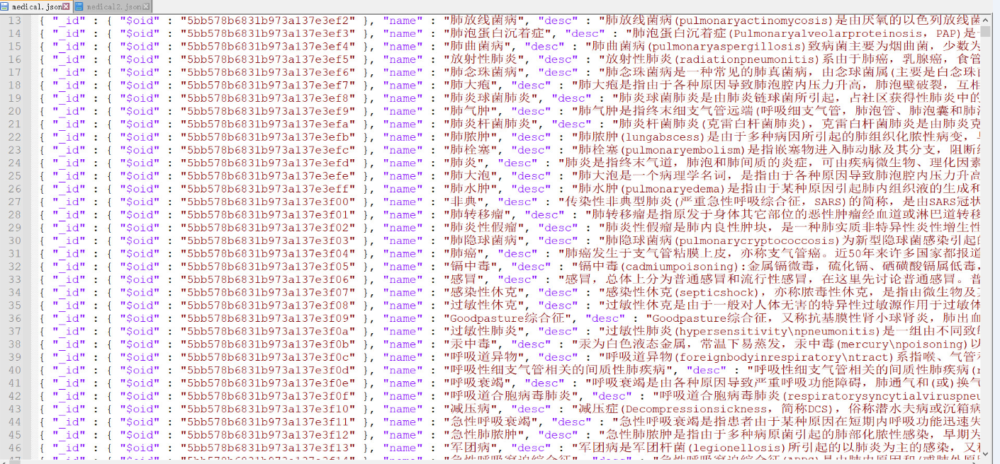 medical.json medical2.json
13 { "_id" : { "$oid" : "5bb578b6831b973a137e3ef2" }, "name" : "肺放线菌病", "desc" : "肺放线菌病(pulmonaryactinomycosis)是由厌氧的以色列放线菌
14 { "_id" : { "$oid" : "5bb578b6831b973a137e3ef3" }, "name" : "肺泡蛋白沉着症", "desc" : "肺泡蛋白沉着症(Pulmonaryalveolarproteinosis, PAP)是一
15 { "_id" : { "$oid" : "5bb578b6831b973a137e3ef4" }, "name" : "肺曲菌病", "desc" : "肺曲菌病(pulmonaryaspergillosis)致病菌主要为烟曲菌，少数为
16 { "_id" : { "$oid" : "5bb578b6831b973a137e3ef5" }, "name" : "放射性肺炎", "desc" : "放射性肺炎(radiationpneumonitis)系由于肺癌，乳腺癌，食管
17 { "_id" : { "$oid" : "5bb578b6831b973a137e3ef6" }, "name" : "肺念珠菌病", "desc" : "肺念珠菌病是一种常见的肺真菌病，由念球菌属(主要是白念珠
18 { "_id" : { "$oid" : "5bb578b6831b973a137e3ef7" }, "name" : "肺大疱", "desc" : "肺大疱是指由于各种原因导致肺泡腔内压力升高，肺泡壁破裂，互相
19 { "_id" : { "$oid" : "5bb578b6831b973a137e3ef8" }, "name" : "肺炎球菌肺炎", "desc" : "肺炎球菌肺炎是由肺炎链球菌所引起，占社区获得性肺炎中的
20 { "_id" : { "$oid" : "5bb578b6831b973a137e3ef9" }, "name" : "肺气肿", "desc" : "肺气肿是指终末细支气管远端(呼吸细支气管，肺泡管、肺泡囊和肺
21 { "_id" : { "$oid" : "5bb578b6831b973a137e3efa" }, "name" : "肺炎杆菌肺炎", "desc" : "肺炎杆菌肺炎(克雷白杆菌肺炎)，克雷白杆菌肺炎是由肺炎克
22 { "_id" : { "$oid" : "5bb578b6831b973a137e3efb" }, "name" : "肺脓肿", "desc" : "肺脓肿(lungabscess)是由于多种病因所引起的肺组织化脓性病变，
23 { "_id" : { "$oid" : "5bb578b6831b973a137e3efc" }, "name" : "肺栓塞", "desc" : "肺栓塞(pulmonaryembolism)是指嵌塞物进入肺动脉及其分支，阻断
24 { "_id" : { "$oid" : "5bb578b6831b973a137e3efd" }, "name" : "肺炎", "desc" : "肺炎是指终末气道，肺泡和肺间质的炎症，可由疾病微生物、理化因素
25 { "_id" : { "$oid" : "5bb578b6831b973a137e3efe" }, "name" : "肺大泡", "desc" : "肺大泡是一个病理学名词，是指由于各种原因导致肺泡腔内压力升高
26 { "_id" : { "$oid" : "5bb578b6831b973a137e3eff" }, "name" : "肺水肿", "desc" : "肺水肿(pulmonaryedema)是指由于某种原因引起肺内组织液的生成和
27 { "_id" : { "$oid" : "5bb578b6831b973a137e3f00" }, "name" : "非典", "desc" : "传染性非典型肺炎(严重急性呼吸综合征，SARS)的简称，是由SARS冠状
28 { "_id" : { "$oid" : "5bb578b6831b973a137e3f01" }, "name" : "肺转移瘤", "desc" : "肺转移瘤是指原发于身体其它部位的恶性肿瘤经血道或淋巴道转移
29 { "_id" : { "$oid" : "5bb578b6831b973a137e3f02" }, "name" : "肺炎性假瘤", "desc" : "肺炎性假瘤是肺内良性肿块，是一种肺实质非特异性炎性增生性
30 { "_id" : { "$oid" : "5bb578b6831b973a137e3f03" }, "name" : "肺隐球菌病", "desc" : "肺隐球菌病(pulmonarycryptococcosis)为新型隐球菌感染引起
31 { "_id" : { "$oid" : "5bb578b6831b973a137e3f04" }, "name" : "肺癌", "desc" : "肺癌发生于支气管粘膜上皮，亦称支气管癌。近50年来许多国家都报道
32 { "_id" : { "$oid" : "5bb578b6831b973a137e3f05" }, "name" : "镉中毒", "desc" : "镉中毒(cadmiumpoisoning):金属镉微毒，硫化镉、硒磺酸镉属低毒，
33 { "_id" : { "$oid" : "5bb578b6831b973a137e3f06" }, "name" : "感冒", "desc" : "感冒，总体上分为普通感冒和流行性感冒，在这里先讨论普通感冒。普
34 { "_id" : { "$oid" : "5bb578b6831b973a137e3f07" }, "name" : "感染性休克", "desc" : "感染性休克(septicshock)，亦称脓毒性休克，是指由微生物及
35 { "_id" : { "$oid" : "5bb578b6831b973a137e3f08" }, "name" : "过敏性休克", "desc" : "过敏性休克是由于一般对人体无害的特异性过敏源作用于过敏体
36 { "_id" : { "$oid" : "5bb578b6831b973a137e3f09" }, "name" : "Goodpasture综合征", "desc" : "Goodpasture综合征，又称抗基膜性肾小球肾炎，肺出血
37 { "_id" : { "$oid" : "5bb578b6831b973a137e3f0a" }, "name" : "过敏性肺炎", "desc" : "过敏性肺炎(hypersensitivity\npneumonitis)是一组由不同致
38 { "_id" : { "$oid" : "5bb578b6831b973a137e3f0b" }, "name" : "汞中毒", "desc" : "汞为白色液态金属，常温下易蒸发，汞中毒(mercury\npoisoning)以
39 { "_id" : { "$oid" : "5bb578b6831b973a137e3f0c" }, "name" : "呼吸道异物", "desc" : "呼吸道异物(foreignbodyinrespiratory\ntract)系指喉、气管
40 { "_id" : { "$oid" : "5bb578b6831b973a137e3f0d" }, "name" : "呼吸性细支气管相关的间质性肺疾病", "desc" : "呼吸性细支气管相关的间质性肺疾病(
41 { "_id" : { "$oid" : "5bb578b6831b973a137e3f0e" }, "name" : "呼吸衰竭", "desc" : "呼吸衰竭是由各种原因导致严重呼吸功能障碍，肺通气和(或)换气
42 { "_id" : { "$oid" : "5bb578b6831b973a137e3f0f" }, "name" : "呼吸道合胞病毒肺炎", "desc" : "呼吸道合胞病毒肺炎(respiratorysyncytialviruspneu
43 { "_id" : { "$oid" : "5bb578b6831b973a137e3f10" }, "name" : "减压病", "desc" : "减压症(Decompressionsickness，简称DCS)，俗称潜水夫病或沉箱病
44 { "_id" : { "$oid" : "5bb578b6831b973a137e3f11" }, "name" : "急性呼吸衰竭", "desc" : "急性呼吸衰竭是指患者由于某种原因在短期内呼吸功能迅速失
45 { "_id" : { "$oid" : "5bb578b6831b973a137e3f12" }, "name" : "急性肺脓肿", "desc" : "急性肺脓肿是指由于多种病原菌引起的肺部化脓性感染，早期为
46 { "_id" : { "$oid" : "5bb578b6831b973a137e3f13" }, "name" : "军团病", "desc" : "军团病是军团杆菌(legionellosis)所引起的以肺炎为主的感染，又